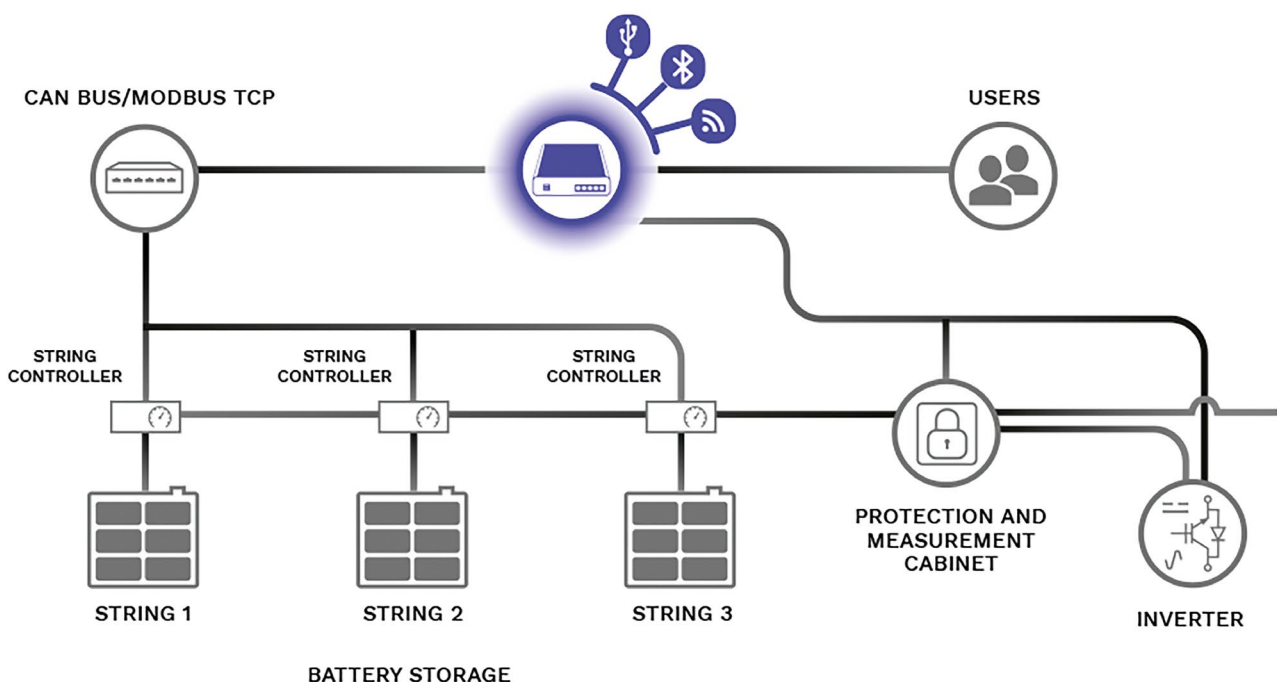 CAN BUS/MODBUS TCP
USERS
STRING
CONTROLLER
STRING
CONTROLLER
STRING
CONTROLLER
PROTECTION AND
MEASUREMENT
CABINET
STRING 1
STRING 2
STRING 3
INVERTER
BATTERY STORAGE